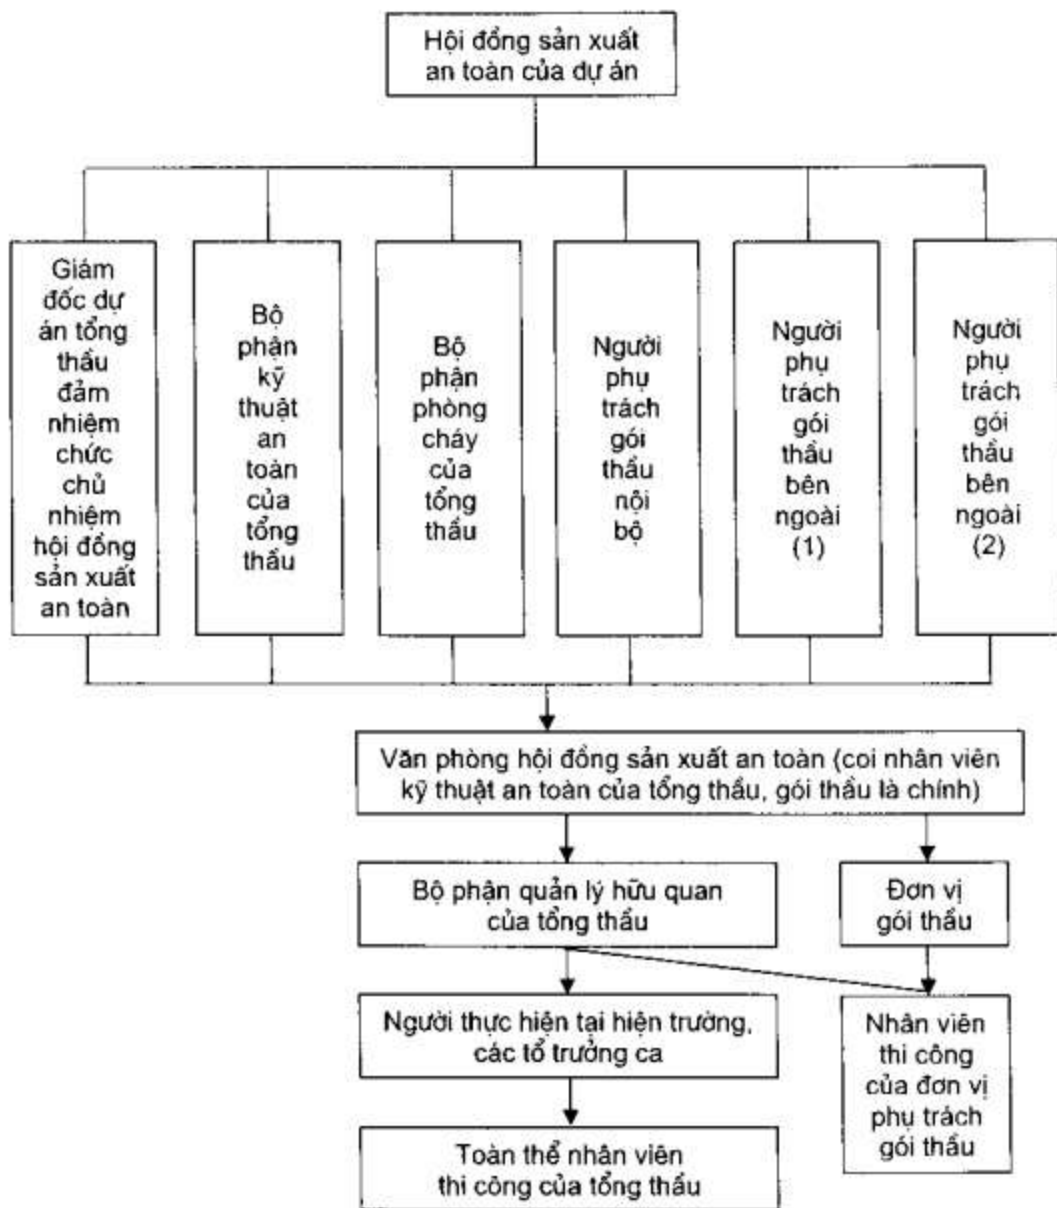 Hội đồng sản xuất
an toàn của dự án
Giám
đốc dự
án tổng
thầu
đảm
nhiệm
chức
chủ
nhiệm
hội đồng
sản xuất
an toàn
Bộ
phận
kỹ
thuật
an
toàn
của
tổng
thầu
Bộ
phận
phòng
cháy
của
tổng
thầu
Người
phụ
trách
gói
thầu
nội
bộ
Người
phụ
trách
gói
thầu
bên
ngoài
(1)
Người
phụ
trách
gói
thầu
bên
ngoài
(2)
Văn phòng hội đồng sản xuất an toàn (coi nhân viên
kỹ thuật an toàn của tổng thầu, gói thầu là chính)
Bộ phận quản lý hữu quan
của tổng thầu
Đơn vị
gói thầu
Người thực hiện tại hiện trường,
các tổ trưởng ca
Nhân viên
thi công
của đơn vị
phụ trách
gói thầu
Toàn thể nhân viên
thi công của tổng thầu